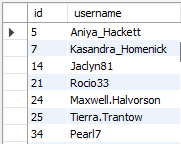 id username
5 Aniya_Hackett
7 Kasandra_Homenick
14 Jaclyn81
21 Rocio33
24 Maxwell.Halvorson
25 Tierra.Trantow
34 Pearl7